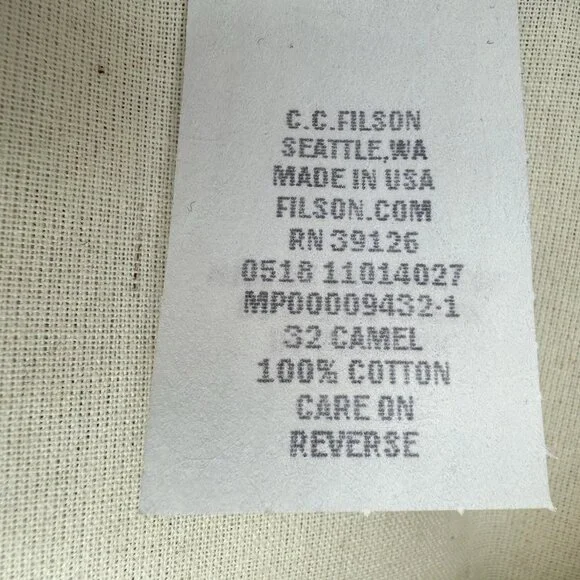 C.C.FILSON
SEATTLE,WA
MADE IN USA
FILSON.COM
RN 39126
0518 11014027
MP00009432-1
32 CAMEL
100% COTTON
CARE ON
REVERSE